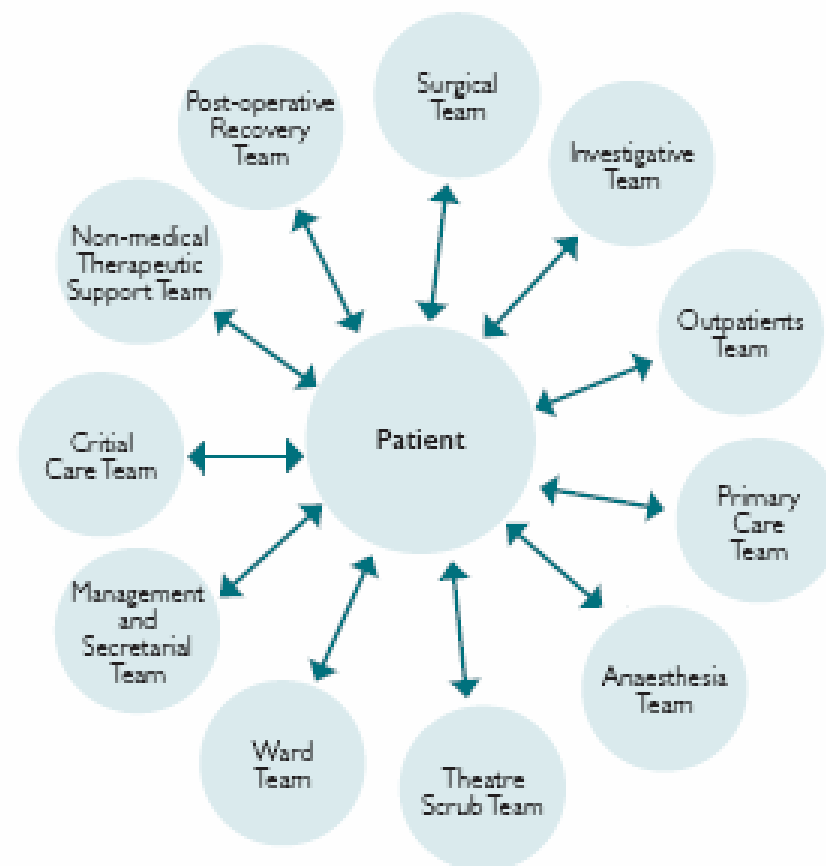 Surgical
Team
Investigative
Team
Outpatients
Team
Primary
Care
Team
Anaesthesia
Team
Theatre
Scrub Team
Ward
Team
Management
and
Secretarial
Team
Critial
Care Team
Non-medical
Therapeutic
Support Team
Post-operative
Recovery
Team
Patient